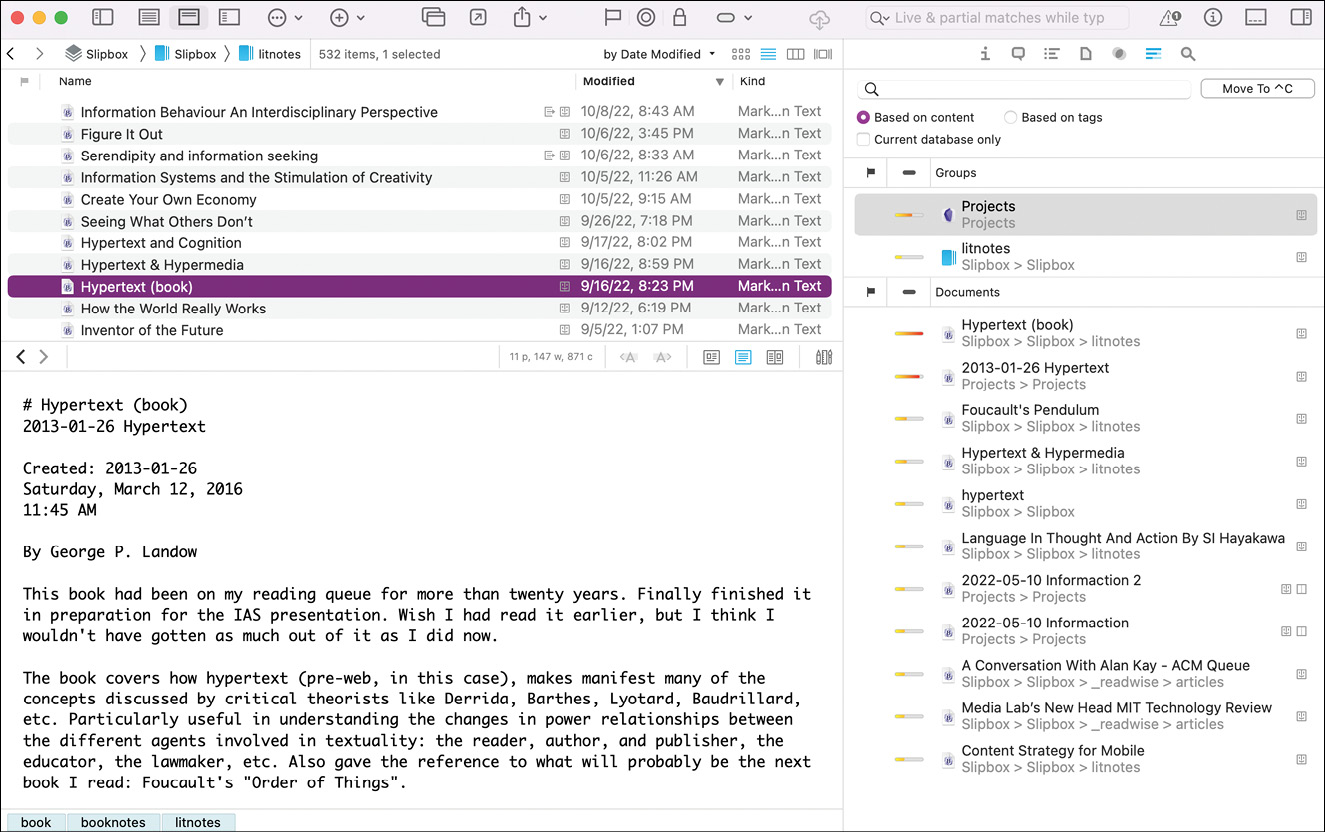 Live & partial matches while typ
Slipbox
Slipbox
litnotes
532 items, 1 selected
by Date Modified
Name Modified Kind
Information Behaviour An Interdisciplinary Perspective 10/8/22, 8:43 AM Mark...n Text
Figure It Out 10/6/22, 3:45 PM Mark...n Text
Serendipity and information seeking 10/6/22, 8:33 AM Mark...n Text
Information Systems and the Stimulation of Creativity 10/5/22, 11:26 AM Mark...n Text
Create Your Own Economy 10/5/22, 9:15 AM Mark...n Text
Seeing What Others Don't 9/26/22, 7:18 PM Mark...n Text
Hypertext and Cognition 9/17/22, 8:02 PM Mark...n Text
Hypertext & Hypermedia 9/16/22, 8:59 PM Mark...n Text
Hypertext (book) 9/16/22, 8:23 PM Mark...n Text
How the World Really Works 9/12/22, 6:19 PM Mark...n Text
Inventor of the Future 9/5/22, 1:07 PM Mark...n Text
11 p, 147 w, 871 c
<A A>
# Hypertext (book)
2013-01-26 Hypertext
Created: 2013-01-26
Saturday, March 12, 2016
11:45 AM
By George P. Landow
This book had been on my reading queue for more than twenty years. Finally finished it
in preparation for the IAS presentation. Wish I had read it earlier, but I think I
wouldn't have gotten as much out of it as I did now.
The book covers how hypertext (pre-web, in this case), makes manifest many of the
concepts discussed by critical theorists like Derrida, Barthes, Lyotard, Baudrillard,
etc. Particularly useful in understanding the changes in power relationships between
the different agents involved in textuality: the reader, author, and publisher, the
educator, the lawmaker, etc. Also gave the reference to what will probably be the next
book I read: Foucault's "Order of Things".
book booknotes litnotes
Move To ^C
Based on content Based on tags
Current database only
Groups
Projects
Projects
litnotes
Slipbox > Slipbox
Documents
Hypertext (book)
Slipbox > Slipbox > litnotes
2013-01-26 Hypertext
Projects > Projects
Foucault's Pendulum
Slipbox > Slipbox > litnotes
Hypertext & Hypermedia
Slipbox > Slipbox > litnotes
hypertext
Slipbox > Slipbox
Language In Thought And Action By SI Hayakawa
Slipbox > Slipbox > litnotes
2022-05-10 Informaction 2
Projects > Projects
2022-05-10 Informaction
Projects > Projects
A Conversation With Alan Kay - ACM Queue
Slipbox > Slipbox > _readwise > articles
Media Lab's New Head MIT Technology Review
Slipbox > Slipbox > _readwise > articles
Content Strategy for Mobile
Slipbox > Slipbox > litnotes